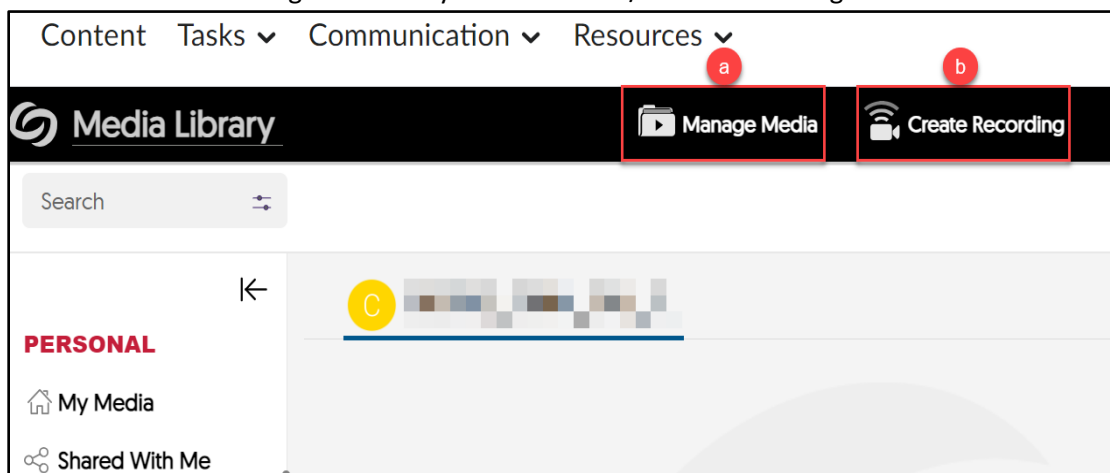 Content Tasks Communication Resources
a b
Media Library Manage Media Create Recording
Search
C
PERSONAL
My Media
Shared With Me